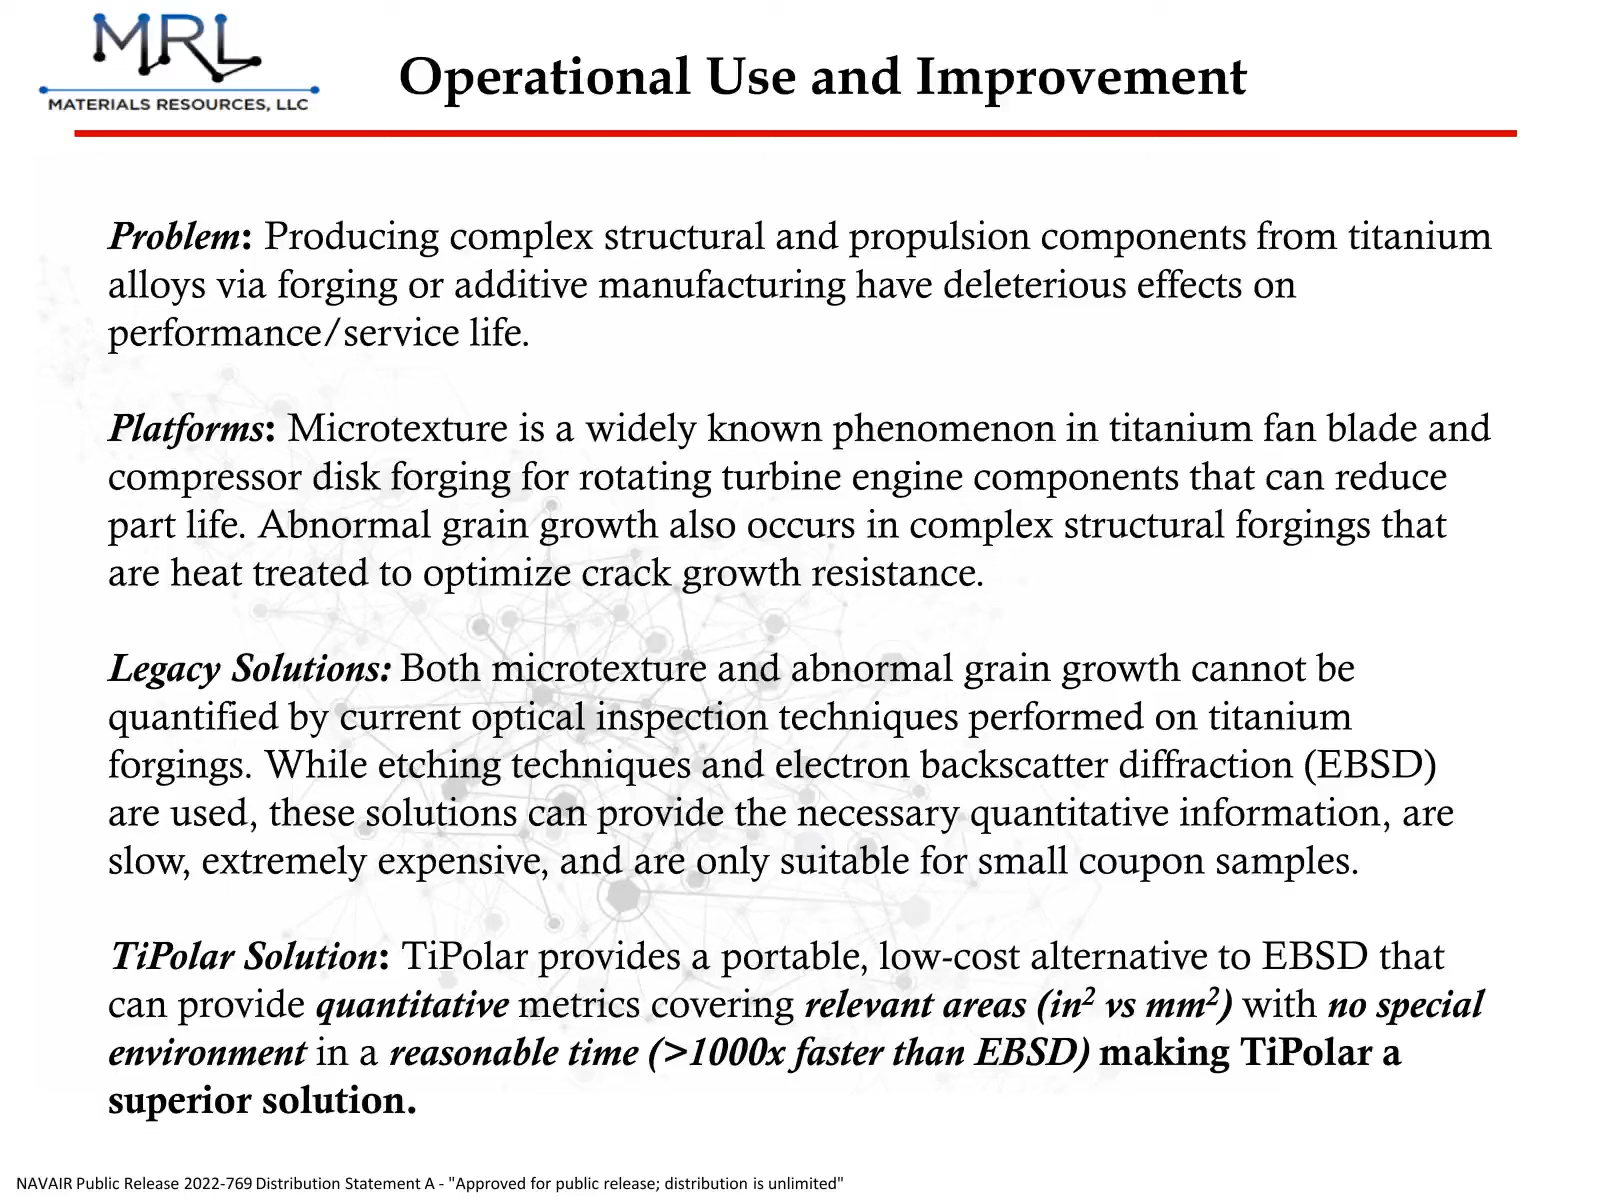 MRL
MATERIALS RESOURCES, LLC
Operational Use and Improvement
Problem: Producing complex structural and propulsion components from titanium
alloys via forging or additive manufacturing have deleterious effects on
performance/service life.
Platforms: Microtexture is a widely known phenomenon in titanium fan blade and
compressor disk forging for rotating turbine engine components that can reduce
part life. Abnormal grain growth also occurs in complex structural forgings that
are heat treated to optimize crack growth resistance.
Legacy Solutions: Both microtexture and abnormal grain growth cannot be
quantified by current optical inspection techniques performed on titanium
forgings. While etching techniques and electron backscatter diffraction (EBSD)
are used, these solutions can provide the necessary quantitative information, are
slow, extremely expensive, and are only suitable for small coupon samples.
TiPolar Solution: TiPolar provides a portable, low-cost alternative to EBSD that
can provide quantitative metrics covering relevant areas (in² vs mm²) with no special
environment in a reasonable time (>1000x faster than EBSD) making TiPolar a
superior solution.
NAVAIR Public Release 2022-769 Distribution Statement A - "Approved for public release; distribution is unlimited"